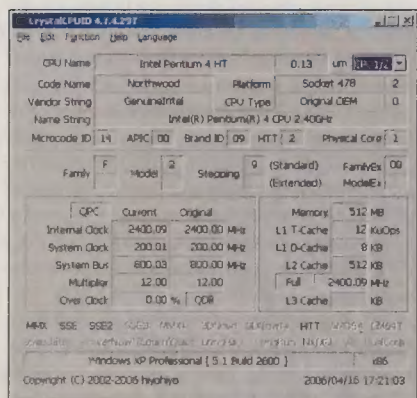 CrystalCPUID 4.7.4.297
File Edit Function Help Language
CPU Name Intel Pentium 4 HT 0.13 um CPU 1/2
Code Name Northwood Platform Socket 478 2
Vendor String GenuineIntel CPU Type Original OEM 0
Name String Intel(R) Pentium(R) 4 CPU 2.40GHz
Microcode ID 14 APIC 00 Brand ID 09 HTT 2 Physical Core 1
Family F Model 2 Stepping 9 (Standard) FamilyEx 00
(Extended) ModelEx
QPC Current Original
Internal Clock 2400.09 2400.00 MHz
System Clock 200.01 200.00 MHz
System Bus 800.03 800.00 MHz
Multiplier 12.00 12.00
Over Clock 0.00 %
Memory 512 MB
L1 T-Cache 12 KuOps
L1 D-Cache 8 KB
L2 Cache 512 KB
Full 2400.09 MHz
L3 Cache KB
MMX SSE SSE2 HTT
Windows XP Professional [ 5.1 Build 2600 ] x86
Copyright (C) 2002-2006 hiyohiyo 2006/04/16 17:21:03